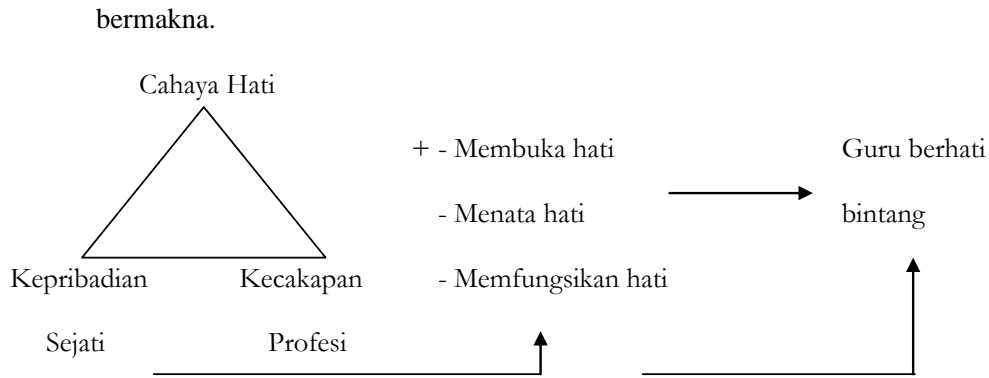 bermakna.
Cahaya Hati
+ - Membuka hati Guru berhati
- Menata hati bintang
Kepribadian Kecakapan - Memfungsikan hati
Sejati Profesi